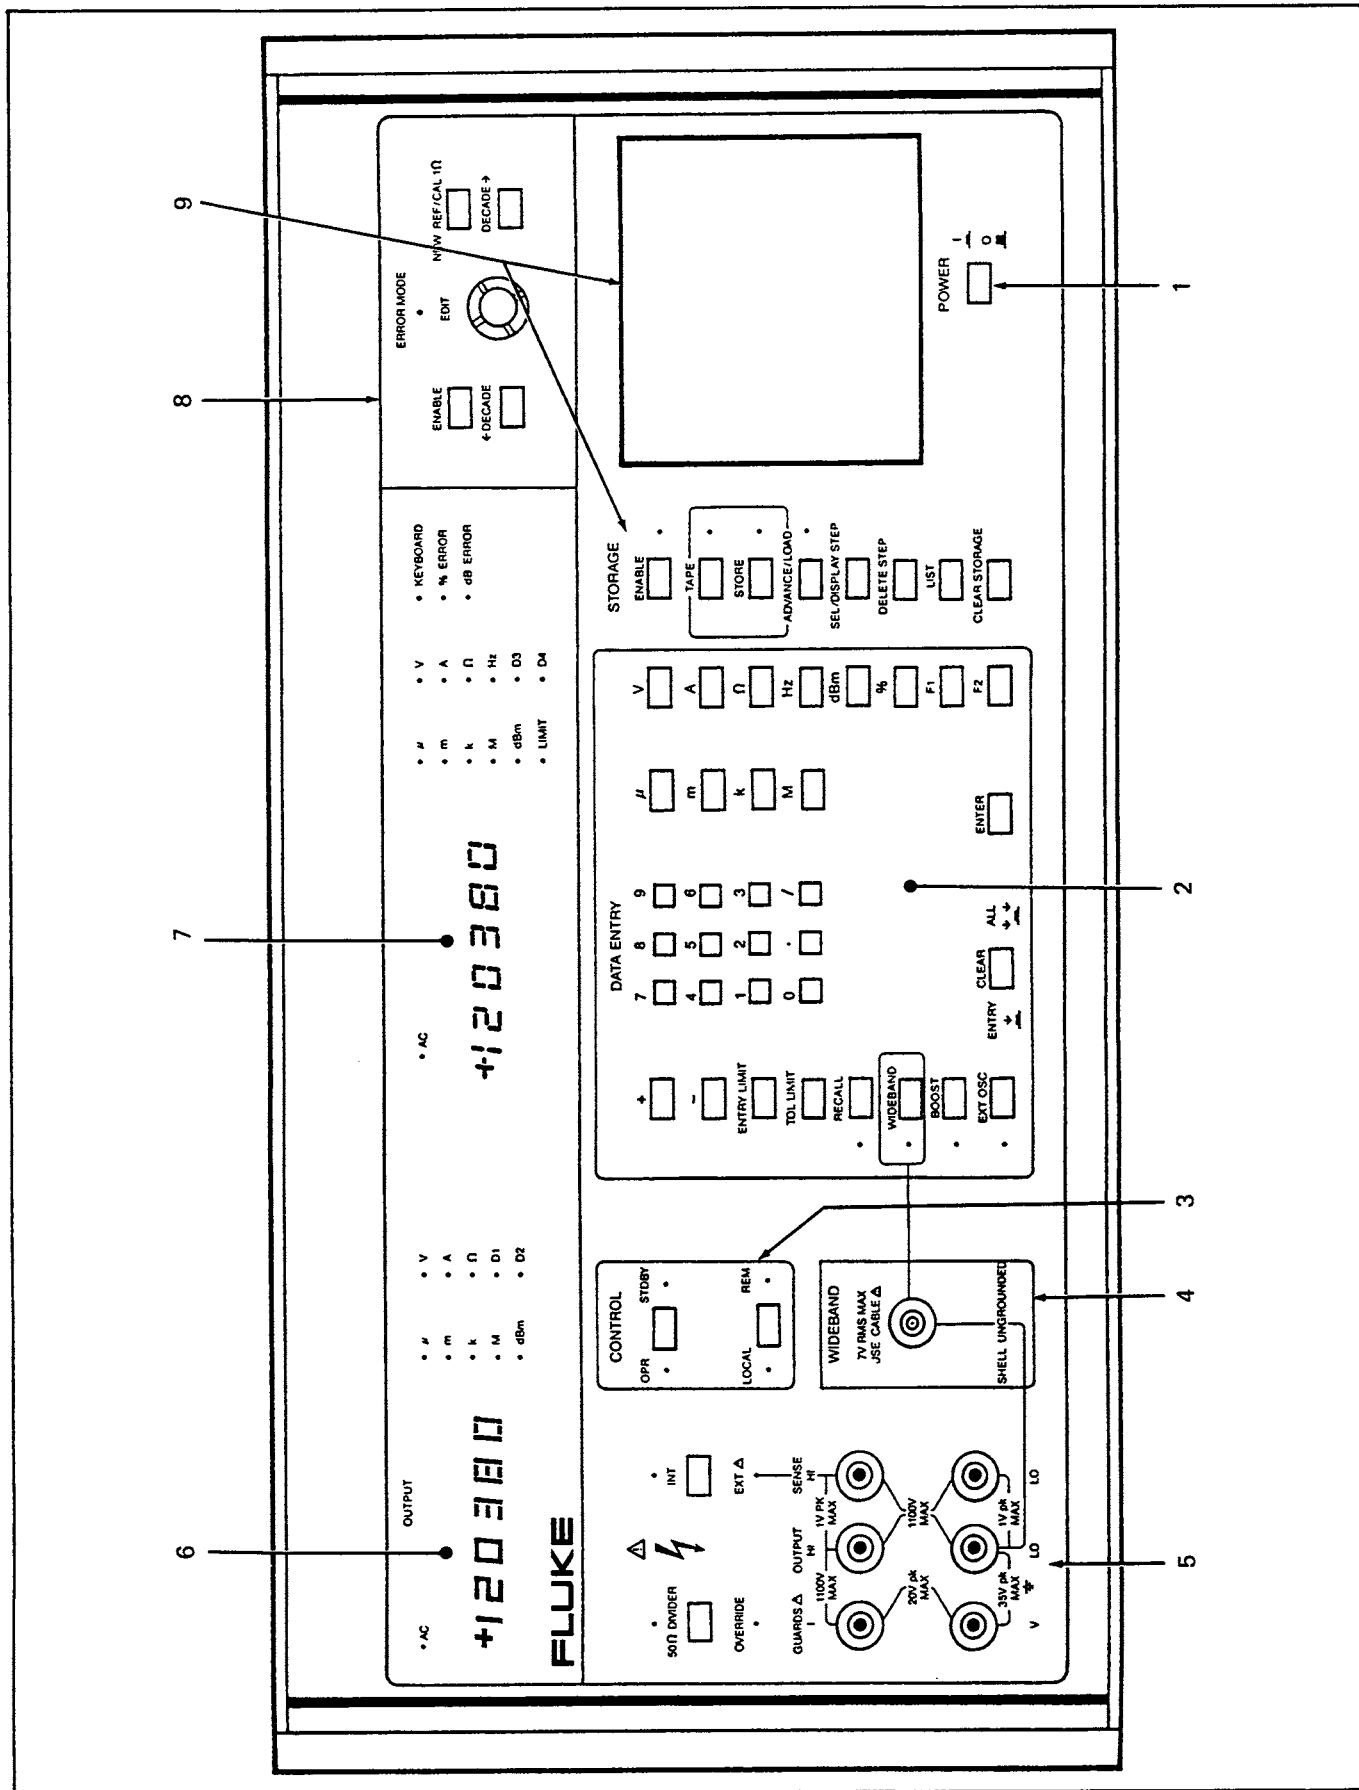 6
7
8
9
OUTPUT
• AC
+120380
• µ • V
• m • A
• k • Ω
• M • D1
• dBm • D2
• AC
+120380
• µ • V
• m • A
• k • Ω
• M • Hz
• dBm • D3
• LIMIT • D4
• KEYBOARD
• % ERROR
• dB ERROR
ERROR MODE
ENABLE
EDIT
NEW REF/CAL 1Ω
←DECADE
DECADE→
FLUKE
50Ω DIVIDER
OVERRIDE
INT
EXT △
GUARDS △
I
OUTPUT
HI
SENSE
HI
1100V
MAX
1V PK
MAX
20V pk
MAX
1100V
MAX
35V pk
MAX
1V pk
MAX
V
LO
LO
CONTROL
OPR
STDBY
LOCAL
REM
WIDEBAND
7V RMS MAX
USE CABLE △
SHELL UNGROUNDED
DATA ENTRY
+ 7 8 9 µ V
− 4 5 6 m A
ENTRY LIMIT 1 2 3 k Ω
TOL LIMIT 0 . / M Hz
RECALL dBm
WIDEBAND %
BOOST F1
EXT OSC F2
ENTRY
CLEAR
ALL
ENTER
STORAGE
ENABLE
TAPE
STORE
ADVANCE/LOAD
SEL/DISPLAY STEP
DELETE STEP
LIST
CLEAR STORAGE
POWER
I
O
5
4
3
2
1